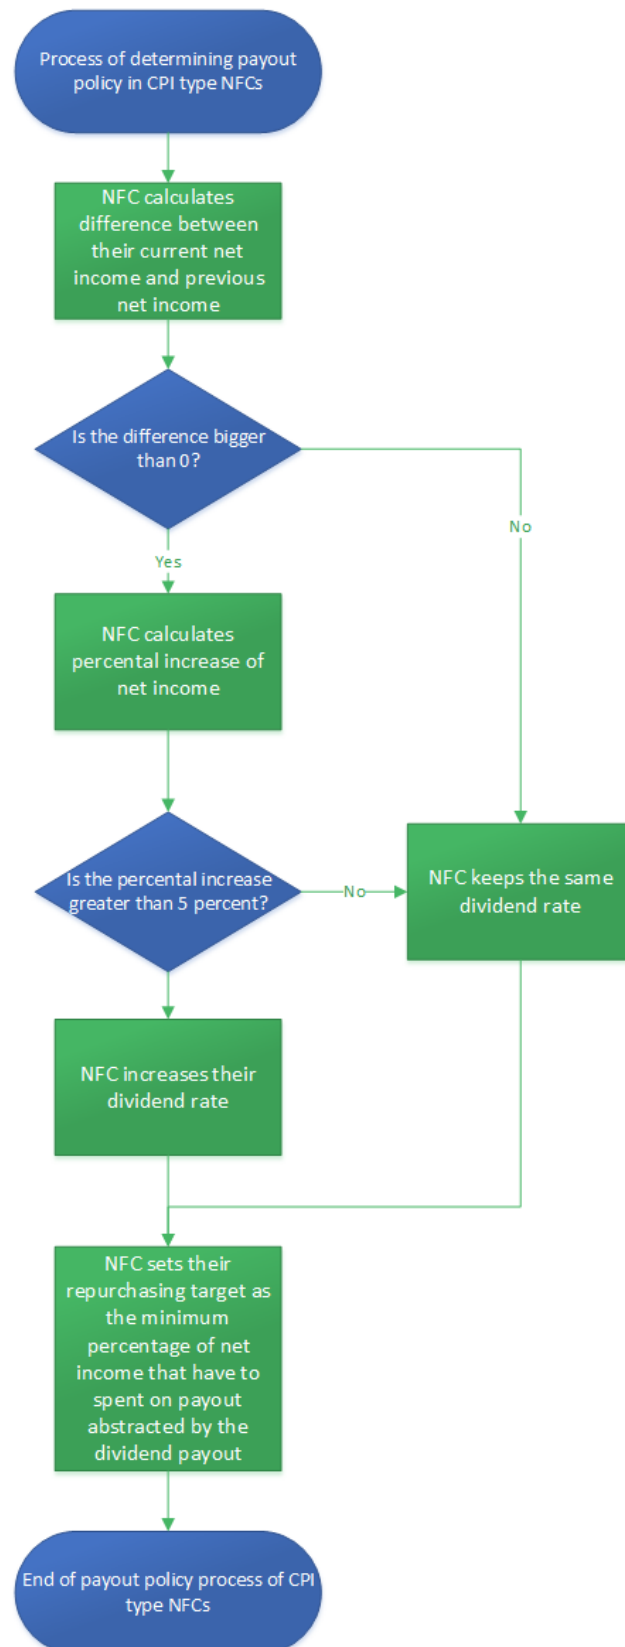 Process of determining payout
policy in CPI type NFCs
NFC calculates
difference between
their current net
income and previous
net income
Is the difference bigger
than 0?
No
Yes
NFC calculates
percental increase of
net income
Is the percental increase
greater than 5 percent?
No
NFC keeps the same
dividend rate
NFC increases their
dividend rate
NFC sets their
repurchasing target as
the minimum
percentage of net
income that have to
spent on payout
abstracted by the
dividend payout
End of payout policy process of CPI
type NFCs